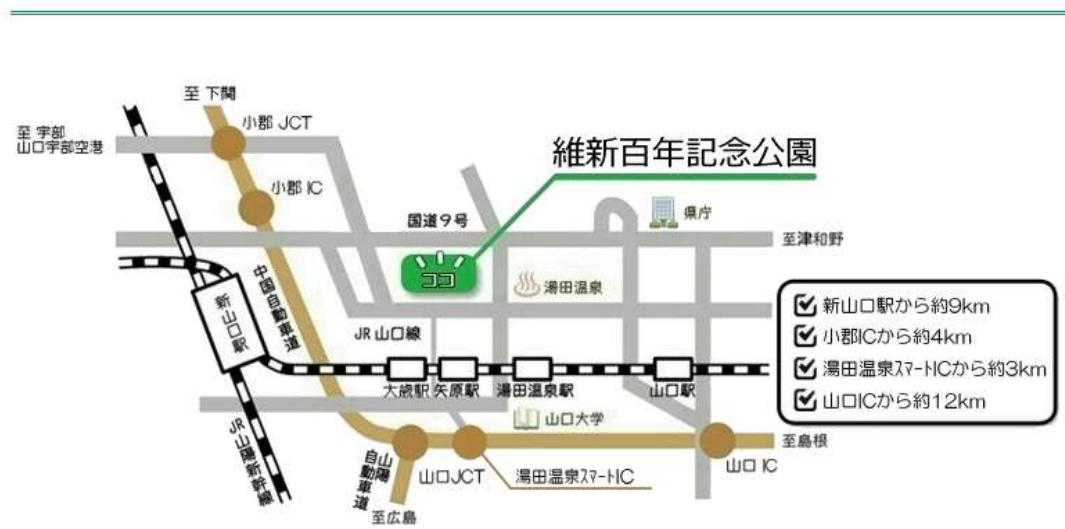 至 下関
小郡 JCT
至 宇部
山口宇部空港
維新百年記念公園
小郡 IC
県庁
国道９号
至津和野
ココ
湯田温泉
中国自動車道
新山口駅
JR 山口線
新山口駅から約9km
小郡ICから約4km
湯田温泉ｽﾏｰﾄICから約3km
山口ICから約12km
大歳駅
矢原駅
湯田温泉駅
山口駅
山口大学
JR山陽新幹線
至島根
山陽
自動車道
山口JCT
湯田温泉ｽﾏｰﾄIC
山口 IC
至広島